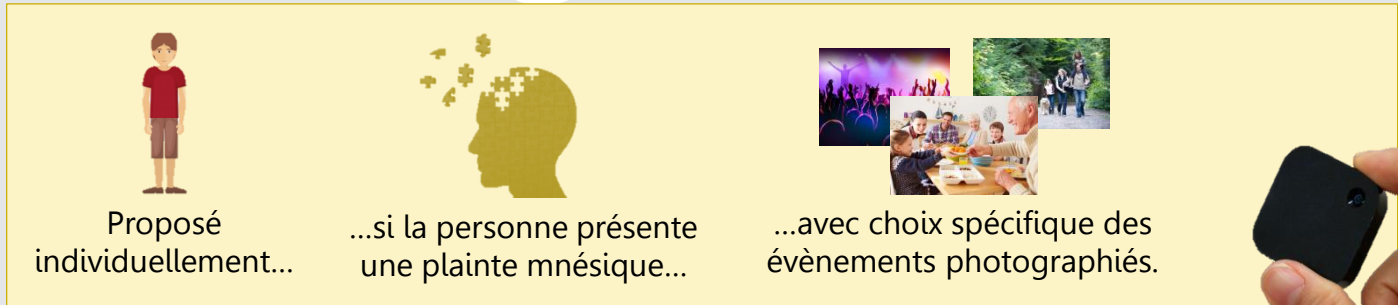 Proposé
individuellement...
...si la personne présente
une plainte mnésique...
...avec choix spécifique des
évènements photographiés.